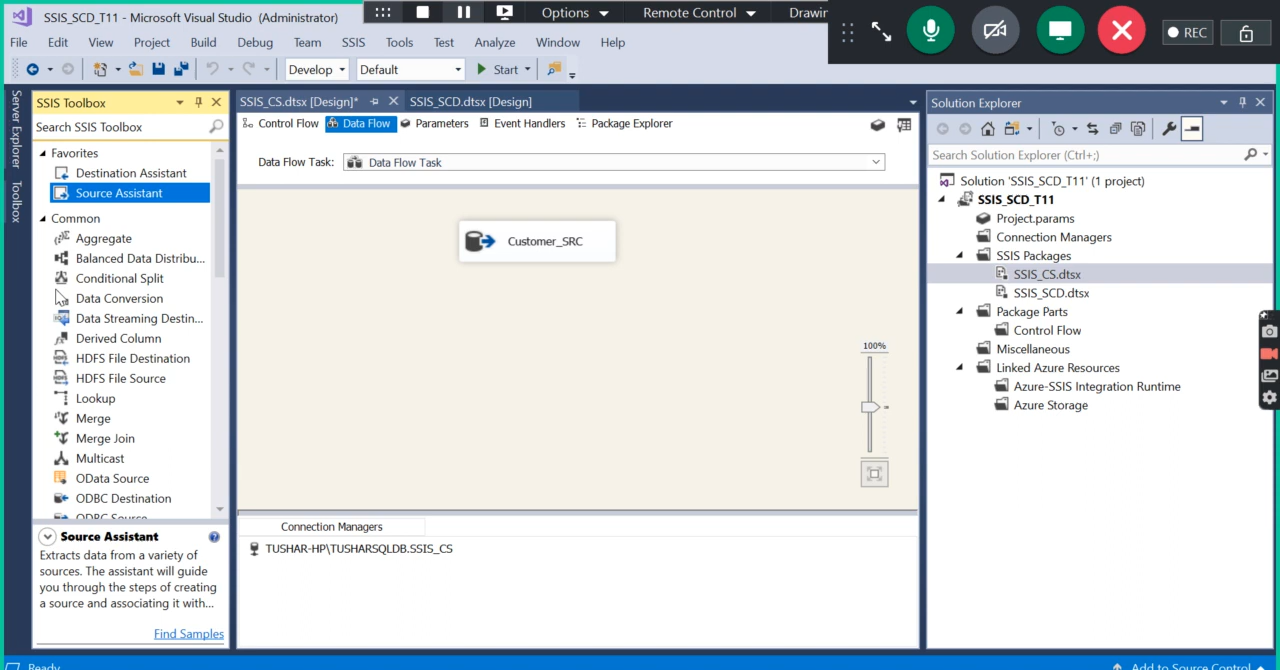 SSIS_SCD_T11 - Microsoft Visual Studio (Administrator)
Options
Remote Control
Drawin
REC
File Edit View Project Build Debug Team SSIS Tools Test Analyze Window Help
Develop Default Start
Server Explorer
Toolbox
SSIS Toolbox
Search SSIS Toolbox
Favorites
Destination Assistant
Source Assistant
Common
Aggregate
Balanced Data Distribu...
Conditional Split
Data Conversion
Data Streaming Destin...
Derived Column
HDFS File Destination
HDFS File Source
Lookup
Merge
Merge Join
Multicast
OData Source
ODBC Destination
ODBC Source
Source Assistant
Extracts data from a variety of
sources. The assistant will guide
you through the steps of creating
a source and associating it with...
Find Samples
SSIS_CS.dtsx [Design]* SSIS_SCD.dtsx [Design]
Control Flow Data Flow Parameters Event Handlers Package Explorer
Data Flow Task: Data Flow Task
Customer_SRC
100%
Connection Managers
TUSHAR-HP\TUSHARSQLDB.SSIS_CS
Solution Explorer
Search Solution Explorer (Ctrl+;)
Solution 'SSIS_SCD_T11' (1 project)
SSIS_SCD_T11
Project.params
Connection Managers
SSIS Packages
SSIS_CS.dtsx
SSIS_SCD.dtsx
Package Parts
Control Flow
Miscellaneous
Linked Azure Resources
Azure-SSIS Integration Runtime
Azure Storage
Ready
Add to Source Control